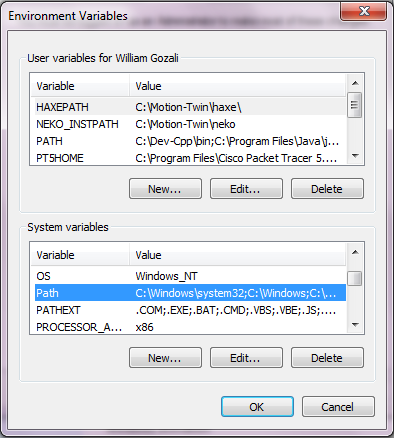 Environment Variables
User variables for William Gozali
Variable Value
HAXEPATH C:\Motion-Twin\haxe\
NEKO_INSTPATH C:\Motion-Twin\neko
PATH C:\Dev-Cpp\bin;C:\Program Files\Java\j...
PT5HOME C:\Program Files\Cisco Packet Tracer 5....
New... Edit... Delete
System variables
Variable Value
OS Windows_NT
Path C:\Windows\system32;C:\Windows;C:\...
PATHEXT .COM;.EXE;.BAT;.CMD;.VBS;.VBE;.JS;....
PROCESSOR_A... x86
New... Edit... Delete
OK Cancel